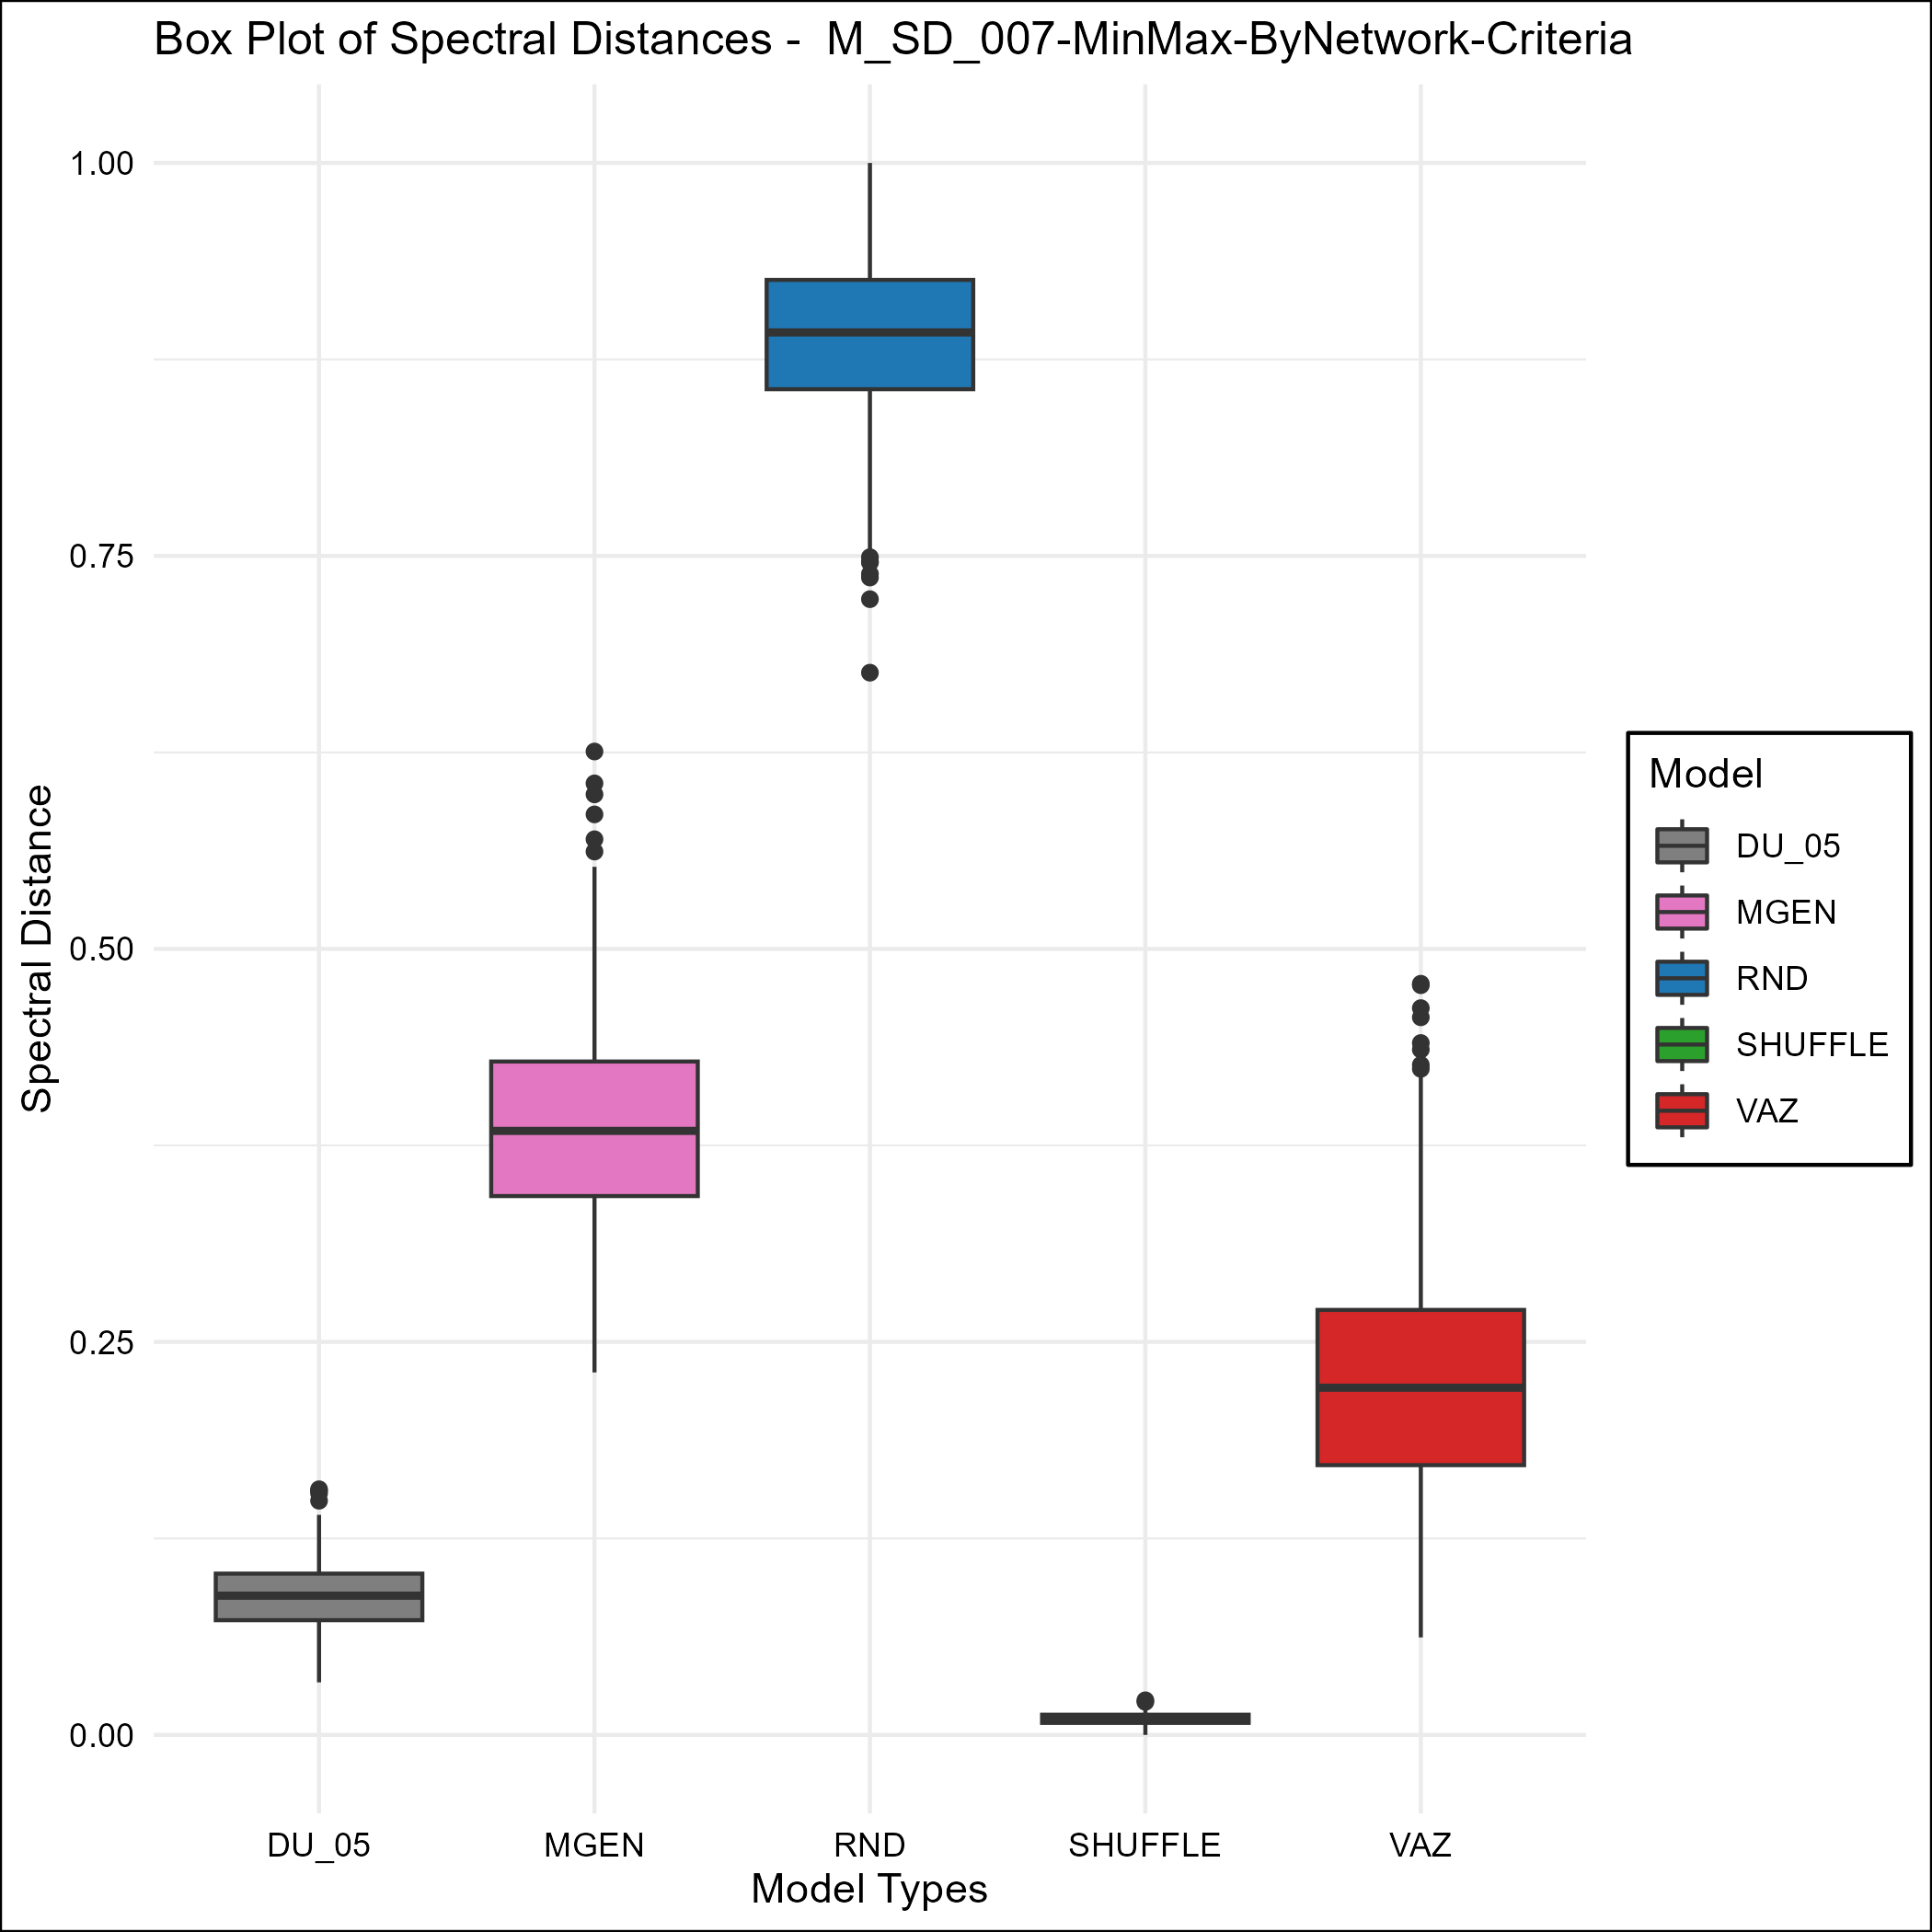 Box Plot of Spectral Distances -  M_SD_007-MinMax-ByNetwork-Criteria
1.00
0.75
0.50
0.25
0.00
Spectral Distance
DU_05
MGEN
RND
SHUFFLE
VAZ
Model Types
Model
DU_05
MGEN
RND
SHUFFLE
VAZ